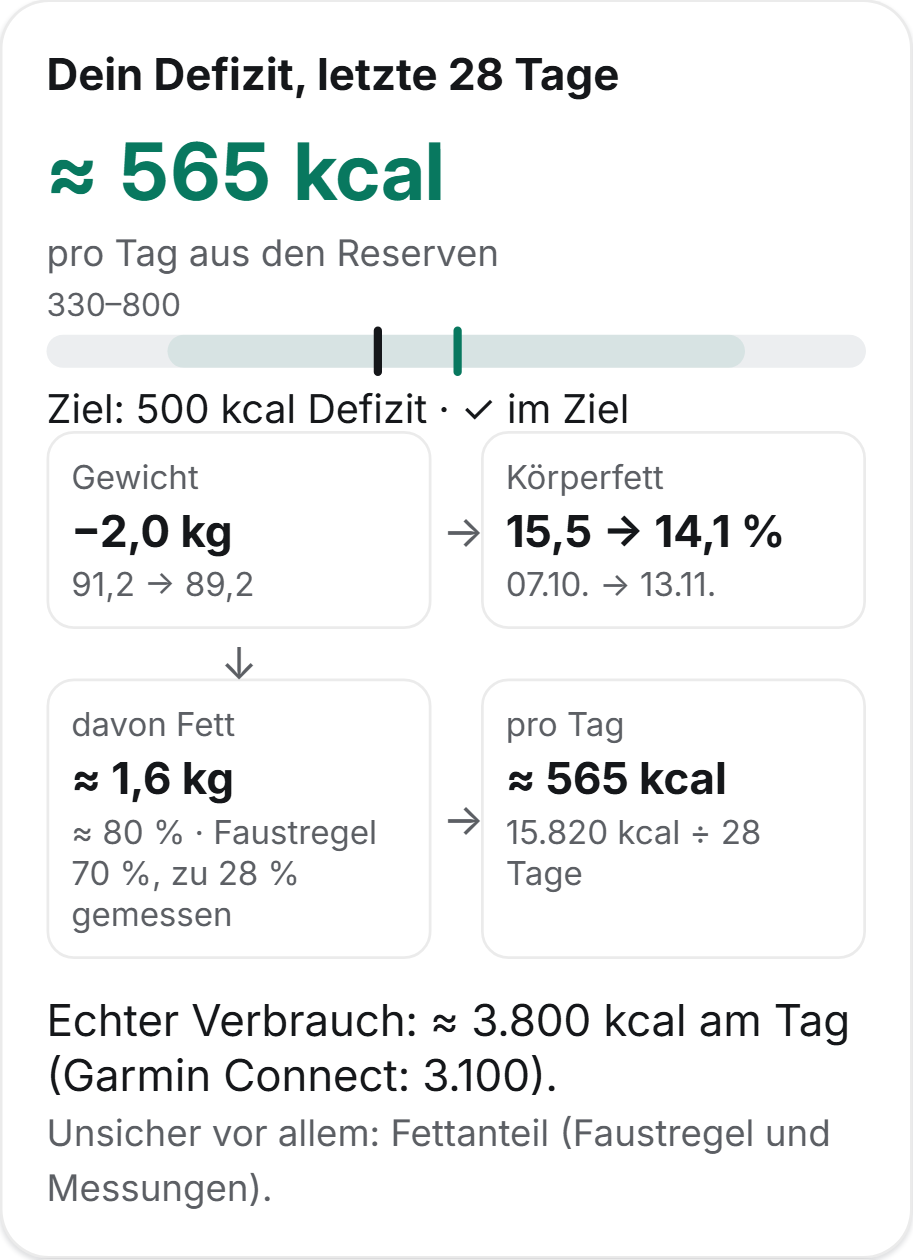 Dein Defizit, letzte 28 Tage
≈ 565 kcal
pro Tag aus den Reserven
330–800
Ziel: 500 kcal Defizit · ✓ im Ziel
Gewicht
−2,0 kg
91,2 → 89,2
→
Körperfett
15,5 → 14,1 %
07.10. → 13.11.
↓
davon Fett
≈ 1,6 kg
≈ 80 % · Faustregel
70 %, zu 28 %
gemessen
→
pro Tag
≈ 565 kcal
15.820 kcal ÷ 28
Tage
Echter Verbrauch: ≈ 3.800 kcal am Tag
(Garmin Connect: 3.100).
Unsicher vor allem: Fettanteil (Faustregel und
Messungen).